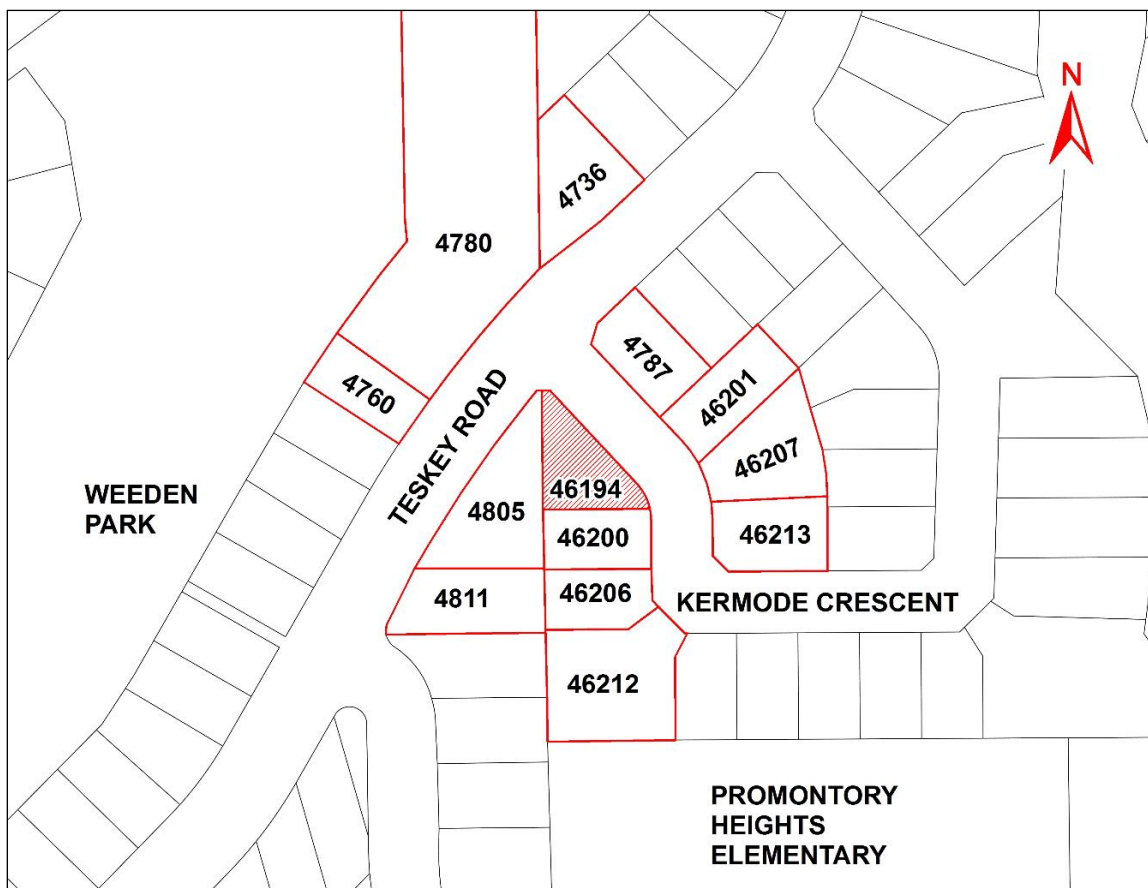 N
4736
4780
4787
4760
46201
TESKEY ROAD
46207
46194
WEEDEN
PARK
4805
46200
46213
4811
46206
KERMODE CRESCENT
46212
PROMONTORY
HEIGHTS
ELEMENTARY